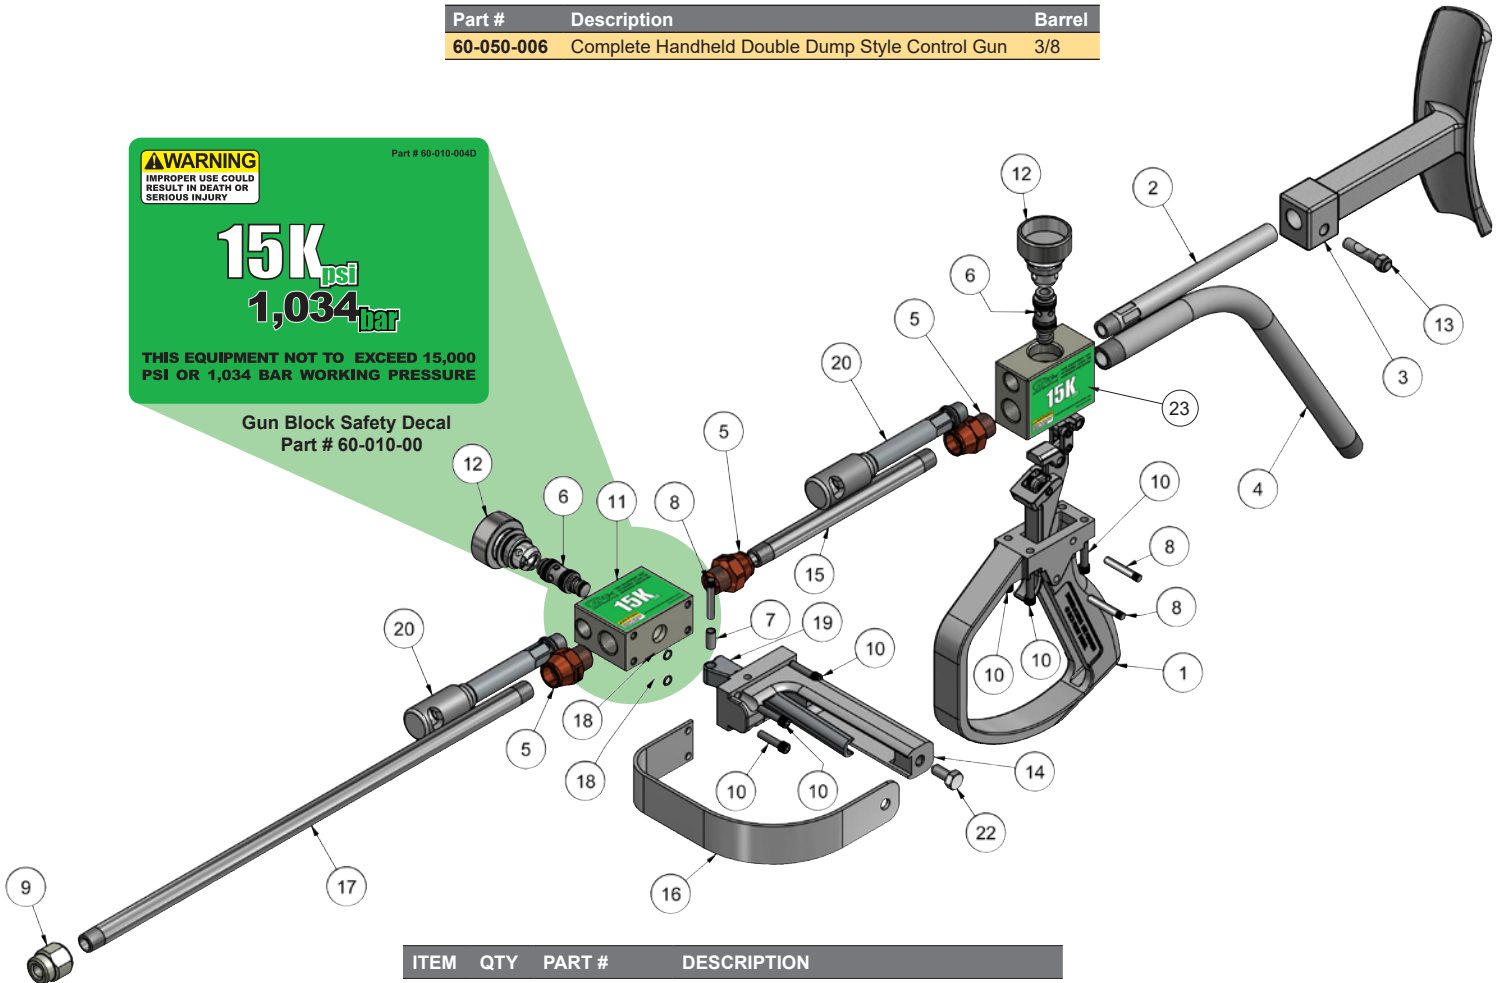 Part # Description Barrel
60-050-006 Complete Handheld Double Dump Style Control Gun 3/8
WARNING
Part # 60-010-004D
IMPROPER USE COULD
RESULT IN DEATH OR
SERIOUS INJURY
15K psi
1,034 bar
THIS EQUIPMENT NOT TO EXCEED 15,000
PSI OR 1,034 BAR WORKING PRESSURE
Gun Block Safety Decal
Part # 60-010-00
12
2
6
5
13
20
3
15K
23
5
12
4
10
6
11
8
8
15
15K
7
19
8
20
10
10
10
1
18
5
18
10
10
14
22
16
17
9
ITEM QTY PART # DESCRIPTION